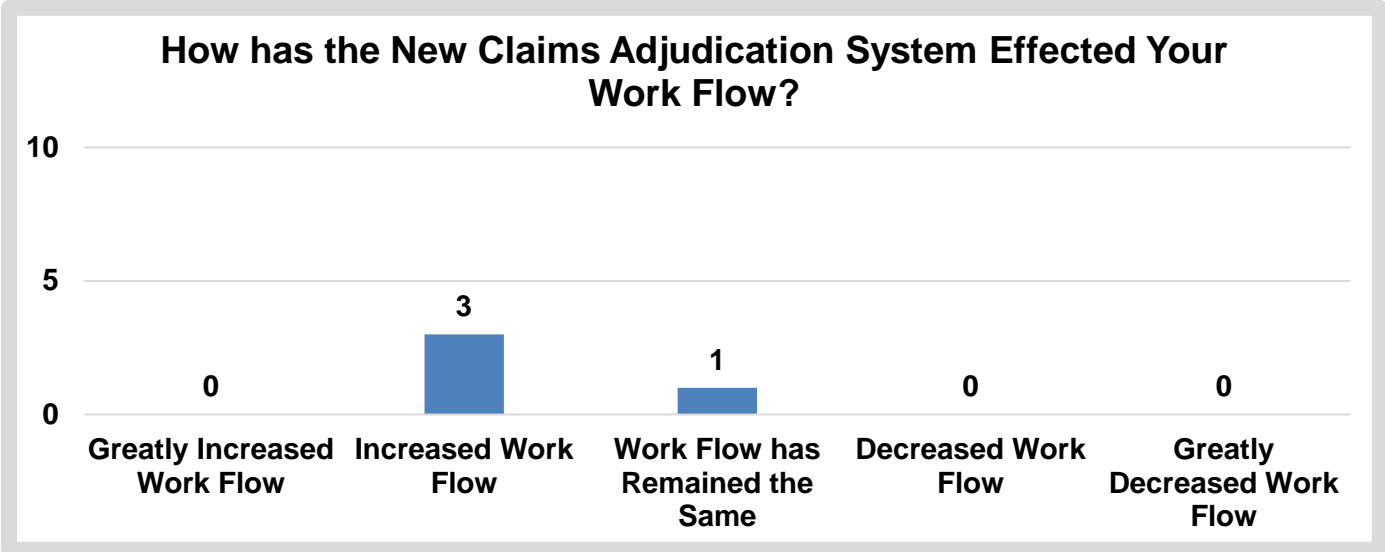 How has the New Claims Adjudication System Effected Your
Work Flow?
10
5
0
0
3
1
0
0
Greatly Increased
Work Flow
Increased Work
Flow
Work Flow has
Remained the
Same
Decreased Work
Flow
Greatly
Decreased Work
Flow